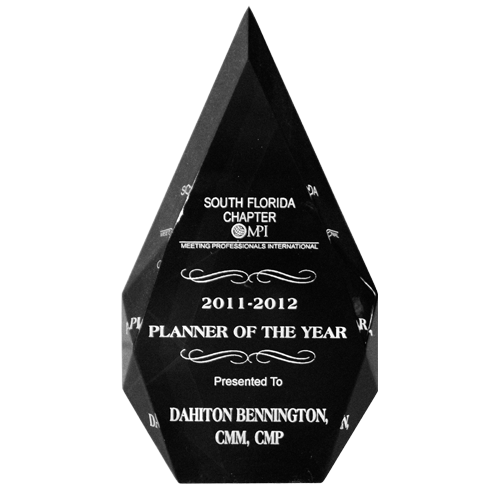 SOUTH FLORIDA
CHAPTER
MPI
MEETING PROFESSIONALS INTERNATIONAL
2011-2012
PLANNER OF THE YEAR
Presented To
DAHITON BENNINGTON,
CMM, CMP